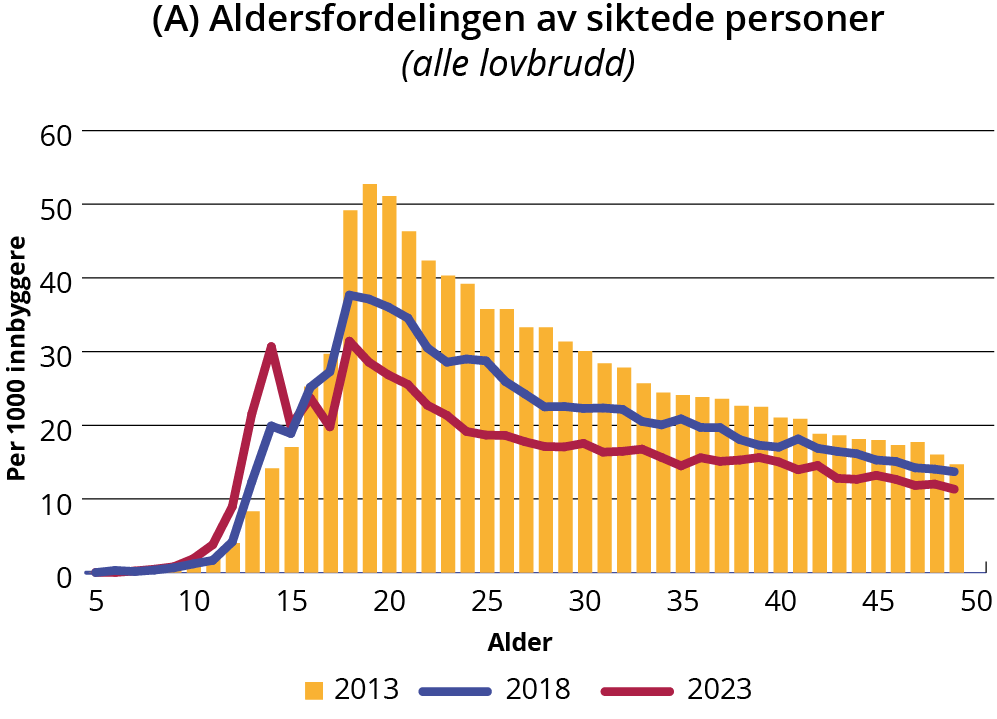 (A) Aldersfordelingen av siktede personer
(alle lovbrudd)
Per 1000 innbyggere
60
50
40
30
20
10
0
5 10 15 20 25 30 35 40 45 50
Alder
2013 2018 2023